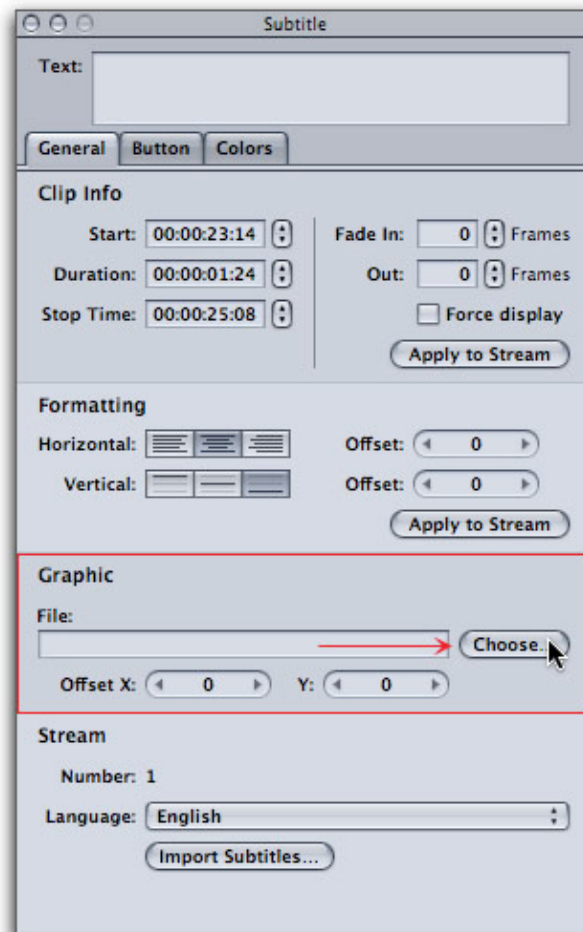 Subtitle
Text:
General Button Colors
Clip Info
Start: 00:00:23:14 Fade In: 0 Frames
Duration: 00:00:01:24 Out: 0 Frames
Stop Time: 00:00:25:08 Force display
Apply to Stream
Formatting
Horizontal: Offset: 0
Vertical: Offset: 0
Apply to Stream
Graphic
File:
Choose...
Offset X: 0 Y: 0
Stream
Number: 1
Language: English
Import Subtitles...